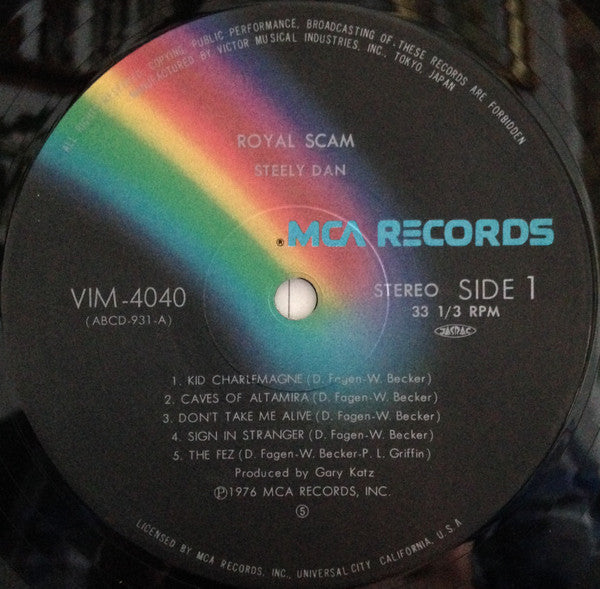 ALL RIGHTS RESERVED. COPYING, PUBLIC PERFORMANCE, BROADCASTING OF THESE RECORDS ARE FORBIDDEN
MANUFACTURED BY VICTOR MUSICAL INDUSTRIES, INC., TOKYO, JAPAN
ROYAL SCAM
STEELY DAN
® MCA RECORDS
VIM-4040
(ABCD-931-A)
STEREO SIDE 1
33 1/3 RPM
JASRAC
1. KID CHARLEMAGNE (D. Fagen-W. Becker)
2. CAVES OF ALTAMIRA (D. Fagen-W. Becker)
3. DON'T TAKE ME ALIVE (D. Fagen-W. Becker)
4. SIGN IN STRANGER (D. Fagen-W. Becker)
5. THE FEZ (D. Fagen-W. Becker-P. L. Griffin)
Produced by Gary Katz
Ⓟ1976 MCA RECORDS, INC.
Ⓢ
LICENSED BY MCA RECORDS, INC., UNIVERSAL CITY CALIFORNIA, U.S.A